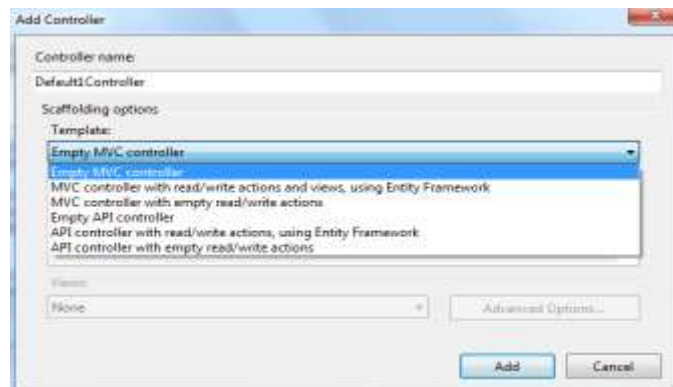 Add Controller
Controller name:
Default1Controller
Scaffolding options
Template:
Empty MVC controller
Empty MVC controller
MVC controller with read/write actions and views, using Entity Framework
MVC controller with empty read/write actions
Empty API controller
API controller with read/write actions, using Entity Framework
API controller with empty read/write actions
Views:
None
Advanced Options...
Add
Cancel